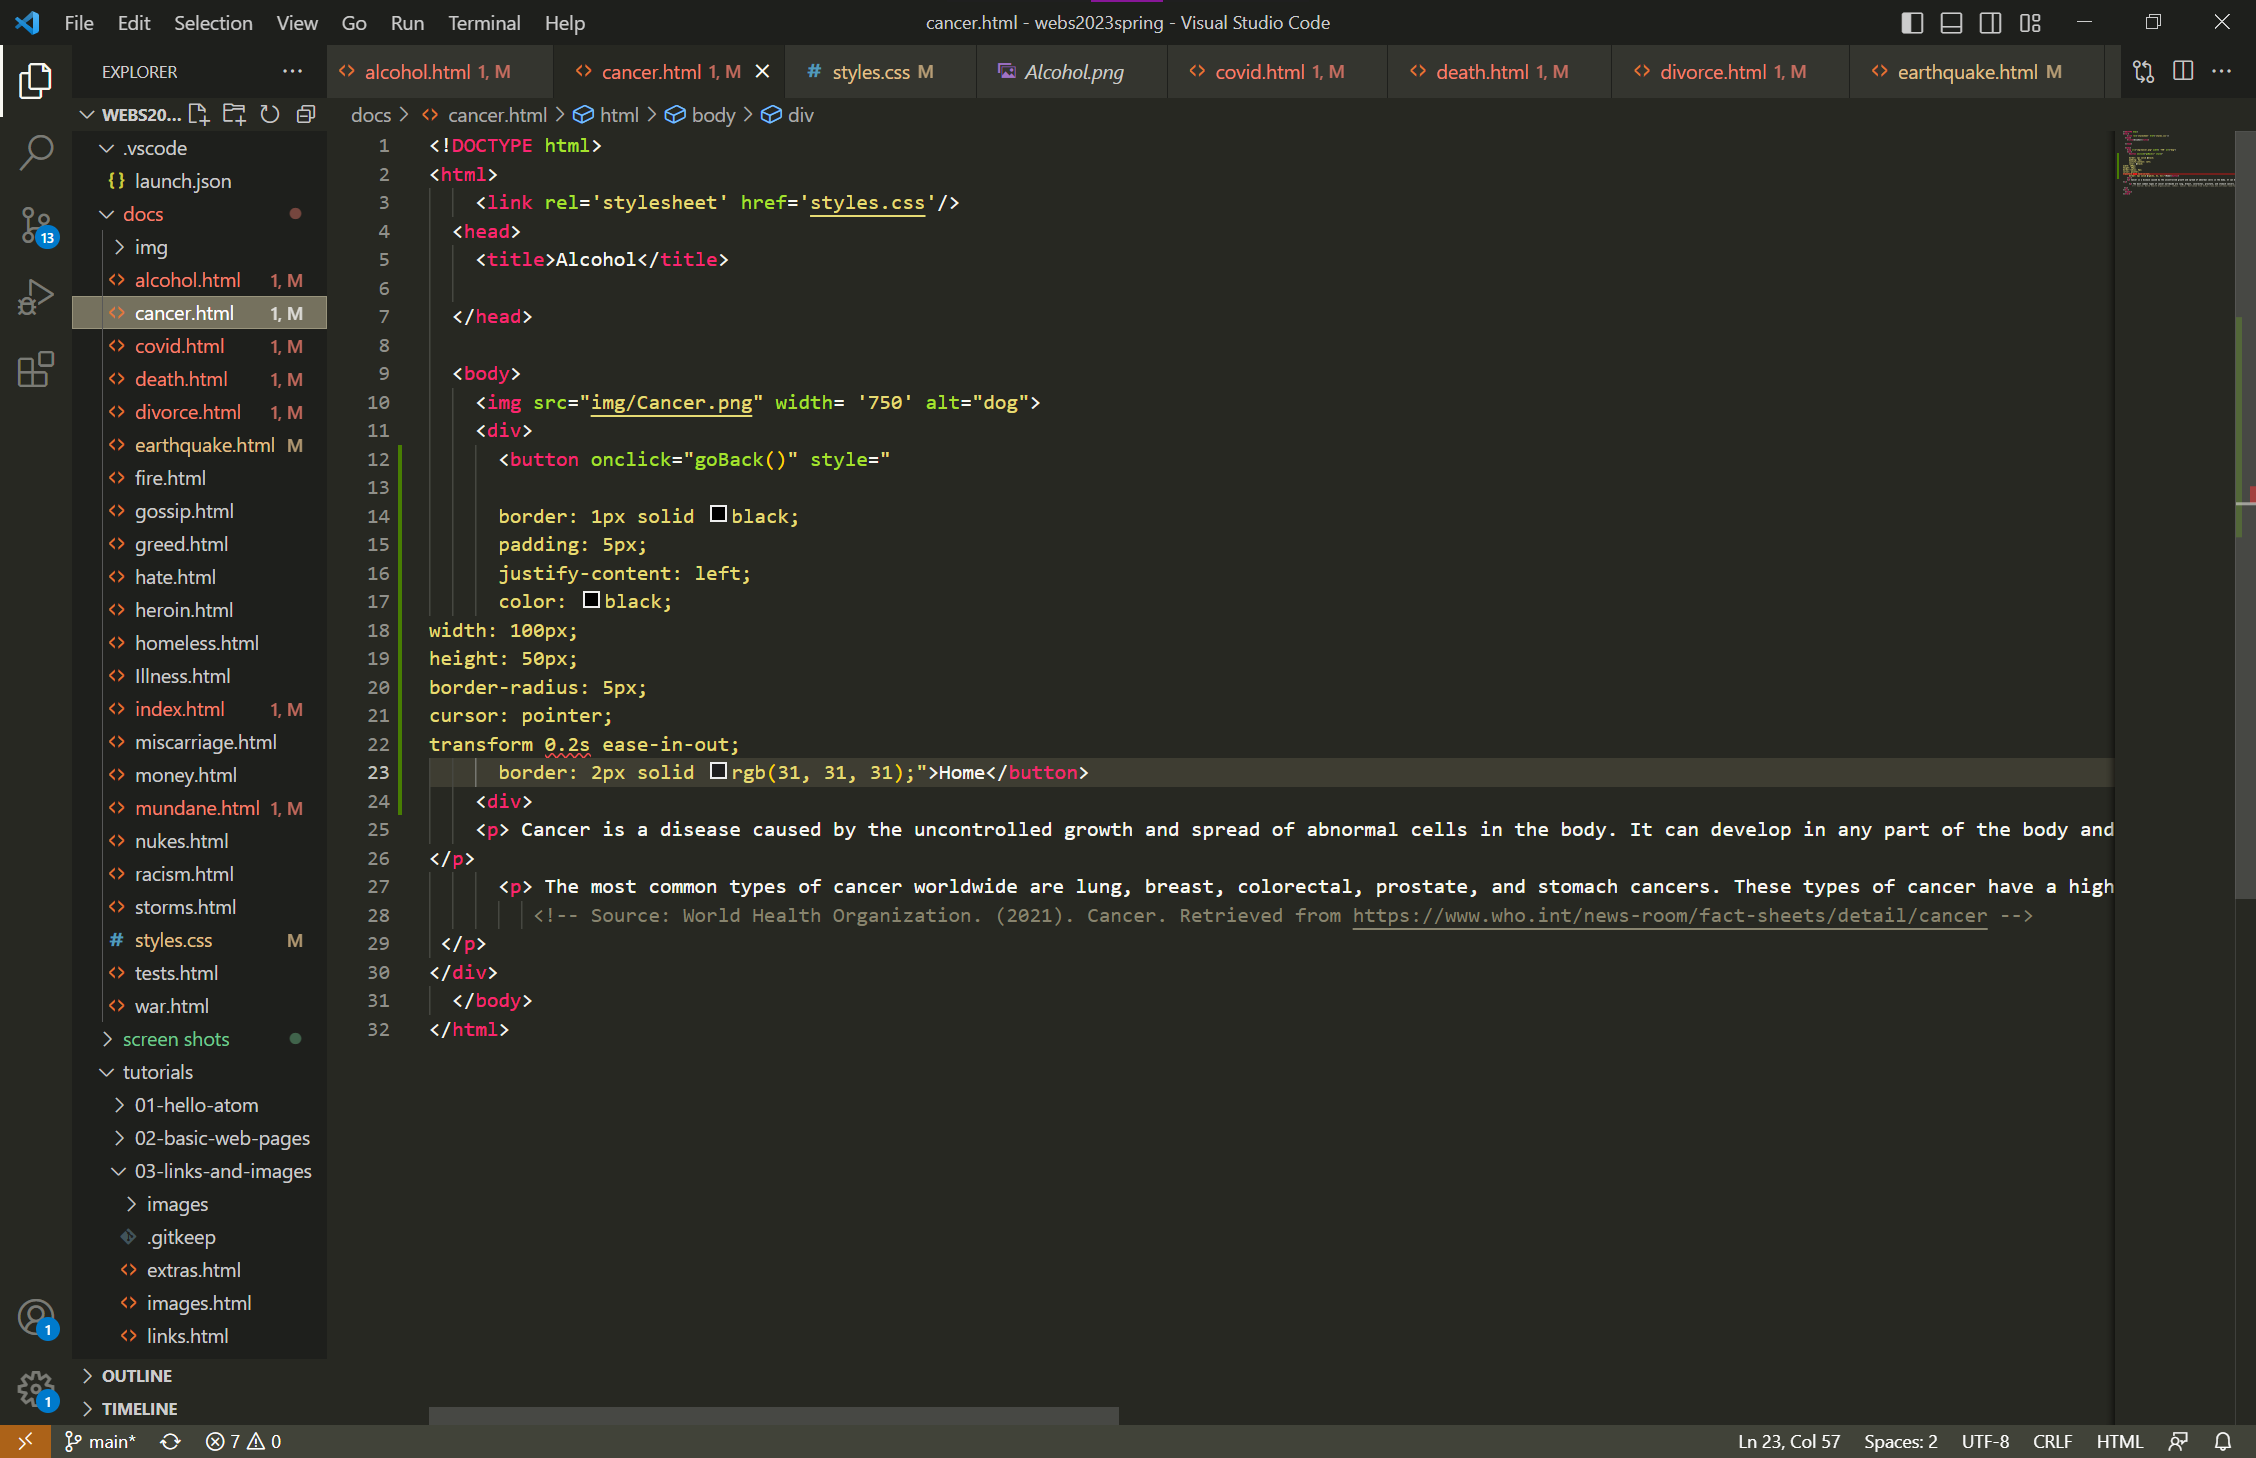 File Edit Selection View Go Run Terminal Help
cancer.html - webs2023spring - Visual Studio Code
EXPLORER
alcohol.html 1, M
cancer.html 1, M
styles.css M
Alcohol.png
covid.html 1, M
death.html 1, M
divorce.html 1, M
earthquake.html M
WEBS20...
docs > cancer.html > html > body > div
.vscode
launch.json
docs
img
alcohol.html 1, M
cancer.html 1, M
covid.html 1, M
death.html 1, M
divorce.html 1, M
earthquake.html M
fire.html
gossip.html
greed.html
hate.html
heroin.html
homeless.html
Illness.html
index.html 1, M
miscarriage.html
money.html
mundane.html 1, M
nukes.html
racism.html
storms.html
styles.css M
tests.html
war.html
screen shots
tutorials
01-hello-atom
02-basic-web-pages
03-links-and-images
images
.gitkeep
extras.html
images.html
links.html
OUTLINE
TIMELINE
13
1
1
1 <!DOCTYPE html>
2 <html>
3 <link rel='stylesheet' href='styles.css'/>
4 <head>
5 <title>Alcohol</title>
6
7 </head>
8
9 <body>
10 <img src="img/Cancer.png" width= '750' alt="dog">
11 <div>
12 <button onclick="goBack()" style="
13
14 border: 1px solid black;
15 padding: 5px;
16 justify-content: left;
17 color: black;
18 width: 100px;
19 height: 50px;
20 border-radius: 5px;
21 cursor: pointer;
22 transform 0.2s ease-in-out;
23 border: 2px solid rgb(31, 31, 31);">Home</button>
24 <div>
25 <p> Cancer is a disease caused by the uncontrolled growth and spread of abnormal cells in the body. It can develop in any part of the body and
26 </p>
27 <p> The most common types of cancer worldwide are lung, breast, colorectal, prostate, and stomach cancers. These types of cancer have a high
28 <!-- Source: World Health Organization. (2021). Cancer. Retrieved from https://www.who.int/news-room/fact-sheets/detail/cancer -->
29 </p>
30 </div>
31 </body>
32 </html>
main* 7 0
Ln 23, Col 57 Spaces: 2 UTF-8 CRLF HTML